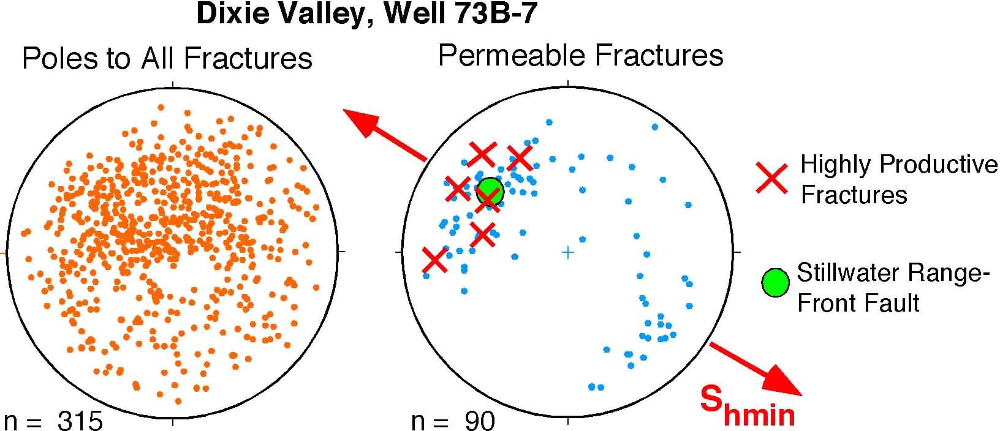 Dixie Valley, Well 73B-7
Poles to All Fractures
Permeable Fractures
Highly Productive
Fractures
Stillwater Range-
Front Fault
Shmin
n = 315
n = 90